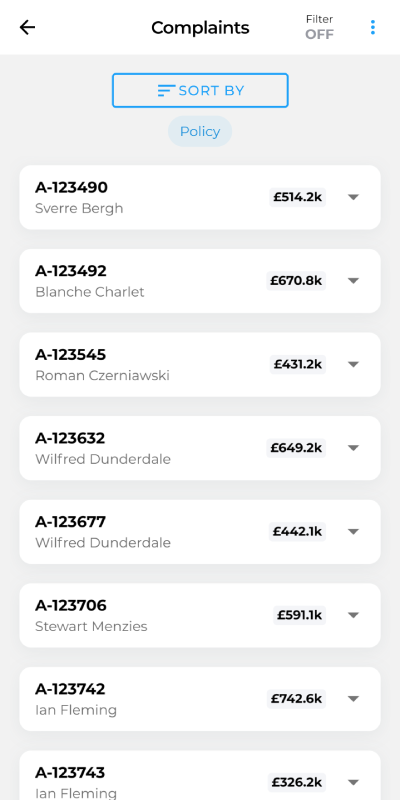 Complaints
Filter
OFF
SORT BY
Policy
A-123490
Sverre Bergh
£514.2k
A-123492
Blanche Charlet
£670.8k
A-123545
Roman Czerniawski
£431.2k
A-123632
Wilfred Dunderdale
£649.2k
A-123677
Wilfred Dunderdale
£442.1k
A-123706
Stewart Menzies
£591.1k
A-123742
Ian Fleming
£742.6k
A-123743
Ian Fleming
£326.2k